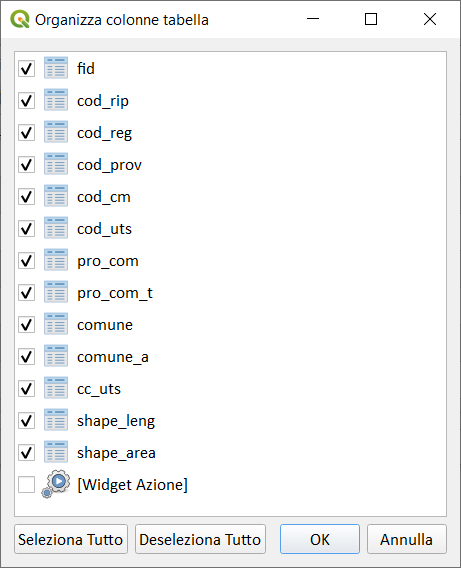 Organizza colonne tabella
fid
cod_rip
cod_reg
cod_prov
cod_cm
cod_uts
pro_com
pro_com_t
comune
comune_a
cc_uts
shape_leng
shape_area
[Widget Azione]
Seleziona Tutto Deseleziona Tutto OK Annulla